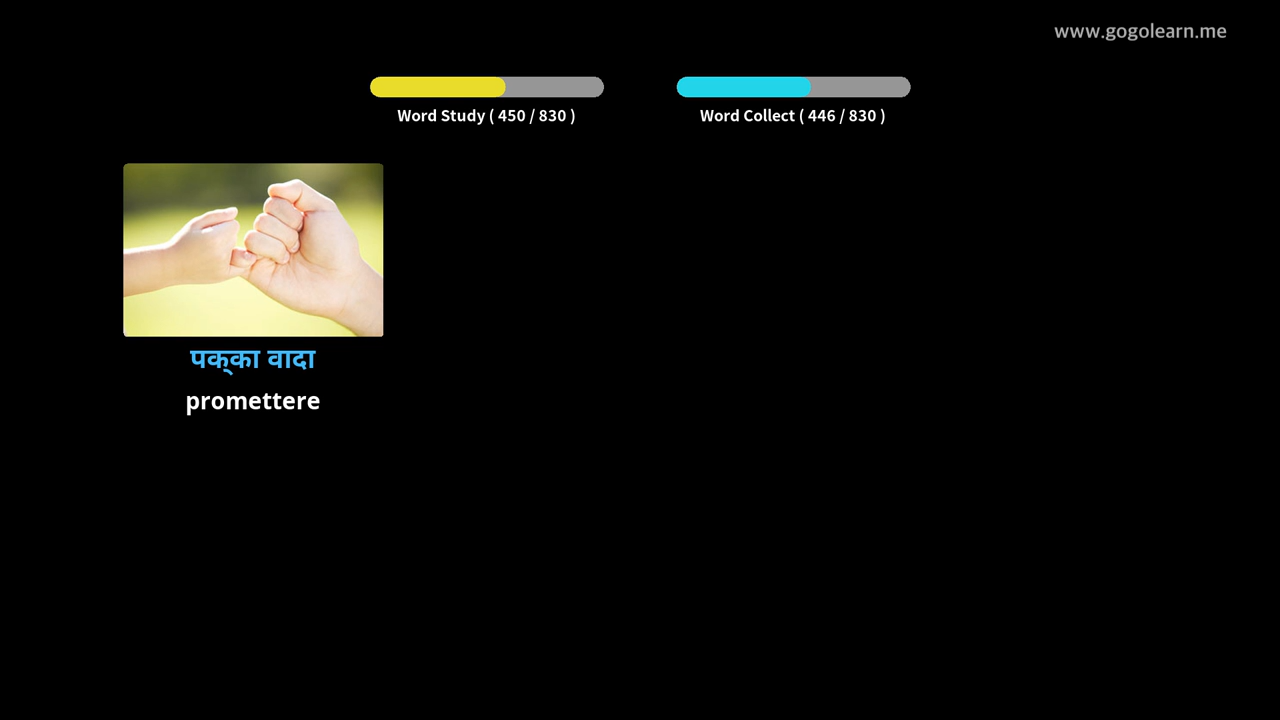 www.gogolearn.me
Word Study ( 450 / 830 )
Word Collect ( 446 / 830 )
पक्‌का वादा
promettere